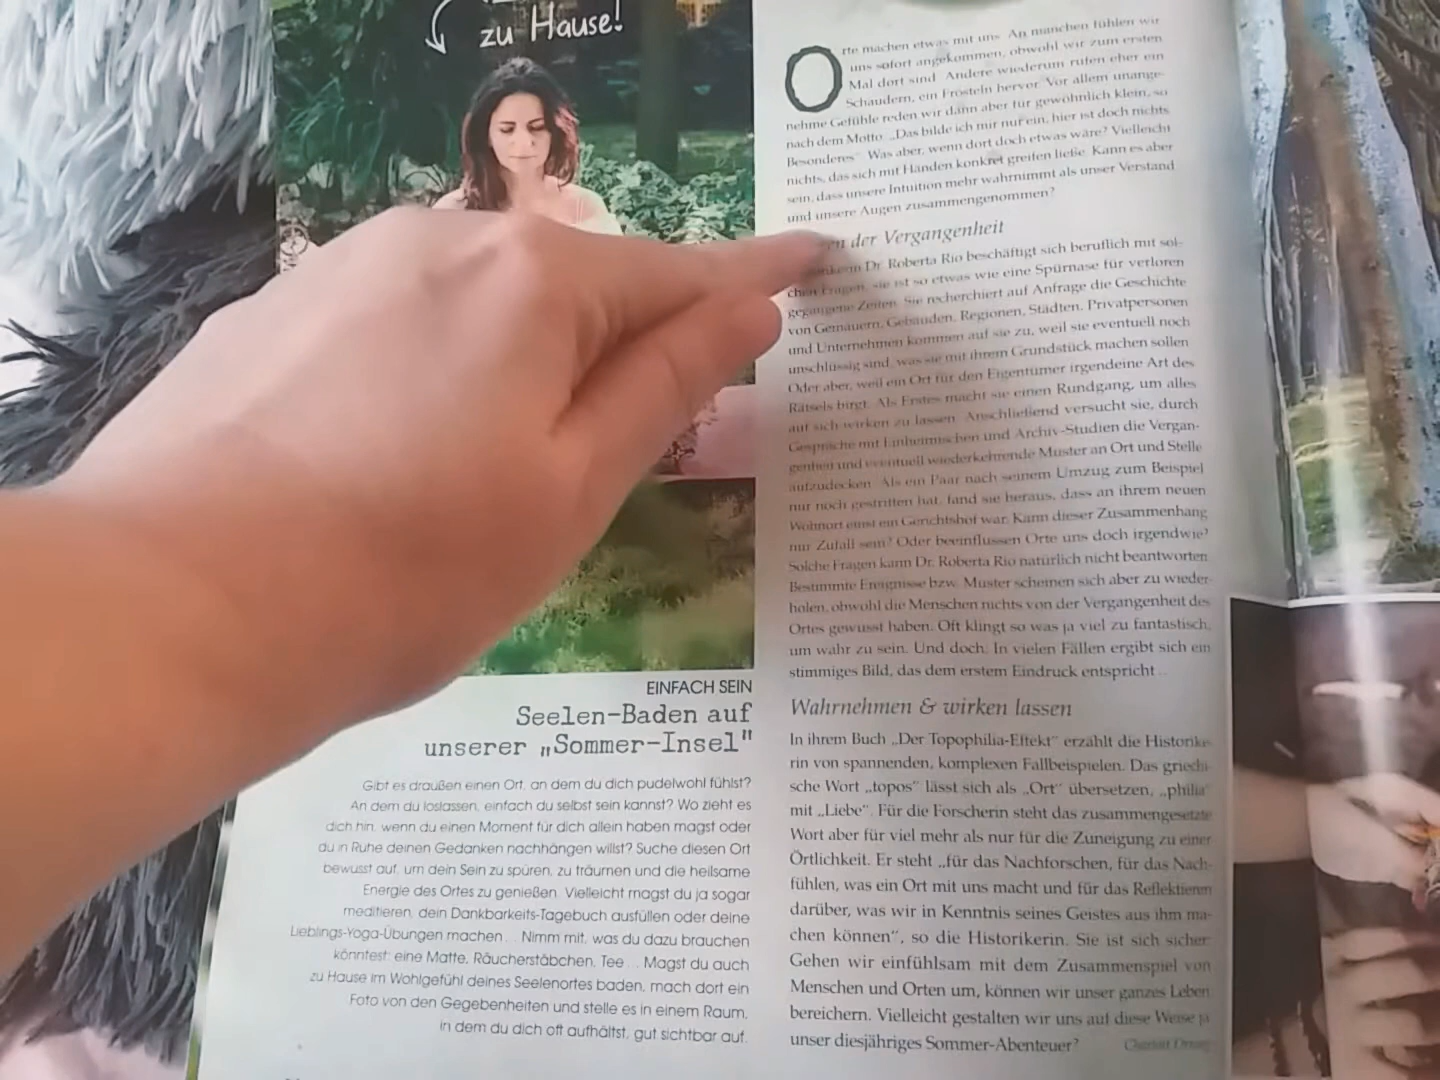 zu Hause!
EINFACH SEIN
Seelen-Baden auf
unserer „Sommer-Insel"
Gibt es draußen einen Ort, an dem du dich pudelwohl fühlst?
An dem du loslassen, einfach du selbst sein kannst? Wo zieht es
dich hin, wenn du einen Moment für dich allein haben magst oder
du in Ruhe deinen Gedanken nachhängen willst? Suche diesen Ort
bewusst auf, um dein Sein zu spüren, zu träumen und die heilsame
Energie des Ortes zu genießen. Vielleicht magst du ja sogar
meditieren, dein Dankbarkeits-Tagebuch ausfüllen oder deine
Lieblings-Yoga-Übungen machen... Nimm mit, was du dazu brauchen
könntest: eine Matte, Räucherstäbchen, Tee... Magst du auch
zu Hause im Wohlgefühl deines Seelenortes baden, mach dort ein
Foto von den Gegebenheiten und stelle es in einem Raum,
in dem du dich oft aufhältst, gut sichtbar auf.
Orte machen etwas mit uns. An manchen fühlen wir
uns sofort angekommen, obwohl wir zum ersten
Mal dort sind. Andere wiederum rufen eher ein
Schaudern, ein Frösteln hervor. Vor allem unange-
nehme Gefühle reden wir dann aber für gewöhnlich klein, so
nach dem Motto: „Das bilde ich mir nur ein, hier ist doch nichts
Besonderes". Was aber, wenn dort doch etwas wäre? Vielleicht
nichts, das sich mit Händen konkret greifen ließe. Kann es aber
sein, dass unsere Intuition mehr wahrnimmt als unser Verstand
und unsere Augen zusammengenommen?
der Vergangenheit
Dr. Roberta Rio beschäftigt sich beruflich mit sol-
chen Fragen, sie ist so etwas wie eine Spürnase für verloren
gegangene Zeiten. Sie recherchiert auf Anfrage die Geschichte
von Gemäuern, Gebäuden, Regionen, Städten. Privatpersonen
und Unternehmen kommen auf sie zu, weil sie eventuell noch
unschlüssig sind, was sie mit ihrem Grundstück machen sollen.
Oder aber, weil ein Ort für den Eigentümer irgendeine Art des
Rätsels birgt. Als Erstes macht sie einen Rundgang, um alles
auf sich wirken zu lassen. Anschließend versucht sie, durch
Gespräche mit Einheimischen und Archiv-Studien die Vergan-
genheit und eventuell wiederkehrende Muster an Ort und Stelle
aufzudecken. Als ein Paar nach seinem Umzug zum Beispiel
nur noch gestritten hat, fand sie heraus, dass an ihrem neuen
Wohnort einst ein Gerichtshof war. Kann dieser Zusammenhang
nur Zufall sein? Oder beeinflussen Orte uns doch irgendwie?
Solche Fragen kann Dr. Roberta Rio natürlich nicht beantworten.
Bestimmte Ereignisse bzw. Muster scheinen sich aber zu wieder-
holen, obwohl die Menschen nichts von der Vergangenheit des
Ortes gewusst haben. Oft klingt so was ja viel zu fantastisch,
um wahr zu sein. Und doch: In vielen Fällen ergibt sich ein
stimmiges Bild, das dem erstem Eindruck entspricht...
Wahrnehmen & wirken lassen
In ihrem Buch „Der Topophilia-Effekt" erzählt die Historike-
rin von spannenden, komplexen Fallbeispielen. Das griechi-
sche Wort „topos" lässt sich als „Ort" übersetzen, „philia"
mit „Liebe". Für die Forscherin steht das zusammengesetzte
Wort aber für viel mehr als nur für die Zuneigung zu einer
Örtlichkeit. Er steht „für das Nachforschen, für das Nach-
fühlen, was ein Ort mit uns macht und für das Reflektieren
darüber, was wir in Kenntnis seines Geistes aus ihm ma-
chen können", so die Historikerin. Sie ist sich sicher:
Gehen wir einfühlsam mit dem Zusammenspiel von
Menschen und Orten um, können wir unser ganzes Leben
bereichern. Vielleicht gestalten wir uns auf diese Weise ja
unser diesjähriges Sommer-Abenteuer?